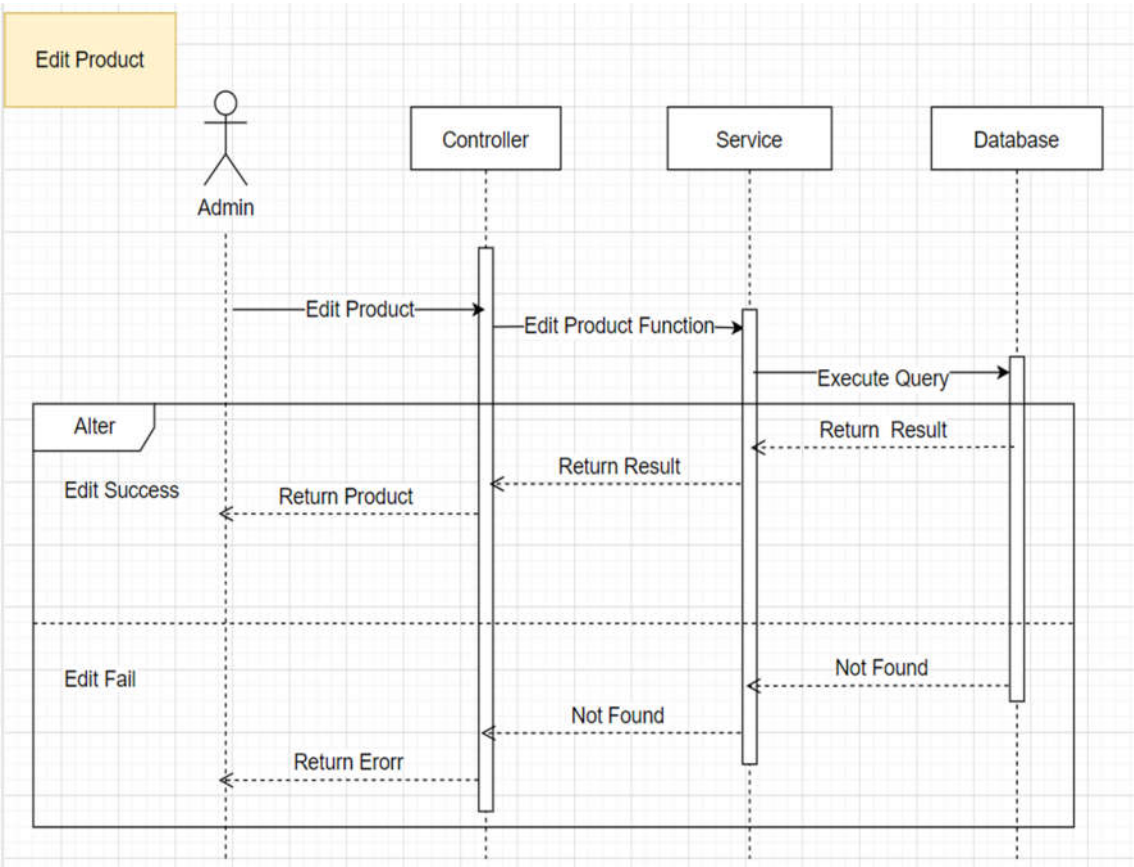 Edit Product
Controller
Service
Database
Admin
Edit Product
Edit Product Function
Execute Query
Alter
Return Result
Return Result
Edit Success
Return Product
Not Found
Edit Fail
Not Found
Return Erorr